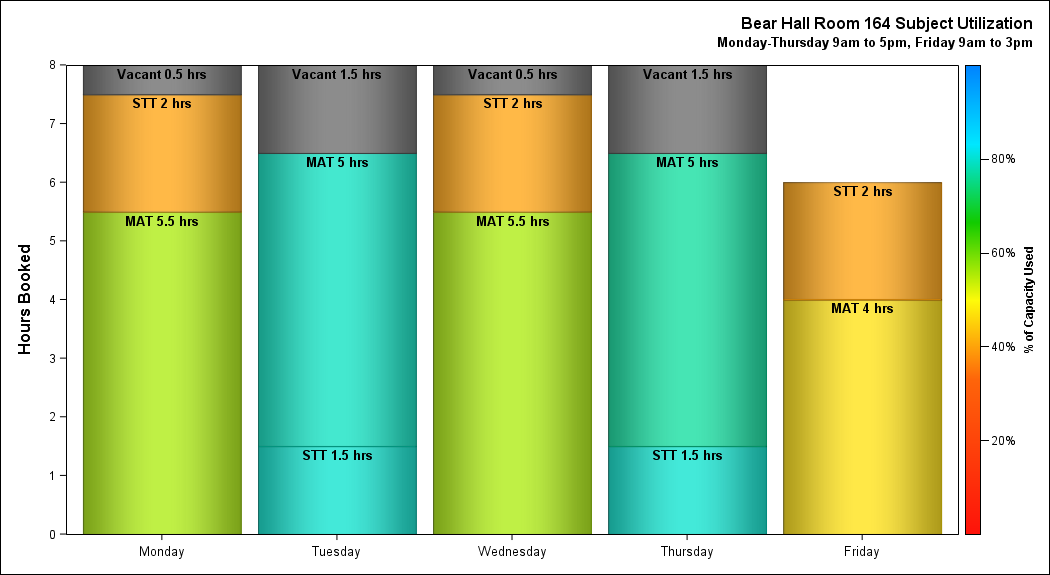 Bear Hall Room 164 Subject Utilization
Monday-Thursday 9am to 5pm, Friday 9am to 3pm
Hours Booked
8
7
6
5
4
3
2
1
0
Vacant 0.5 hrs
STT 2 hrs
MAT 5.5 hrs
Vacant 1.5 hrs
MAT 5 hrs
STT 1.5 hrs
Vacant 0.5 hrs
STT 2 hrs
MAT 5.5 hrs
Vacant 1.5 hrs
MAT 5 hrs
STT 1.5 hrs
STT 2 hrs
MAT 4 hrs
Monday
Tuesday
Wednesday
Thursday
Friday
80%
60%
40%
20%
% of Capacity Used